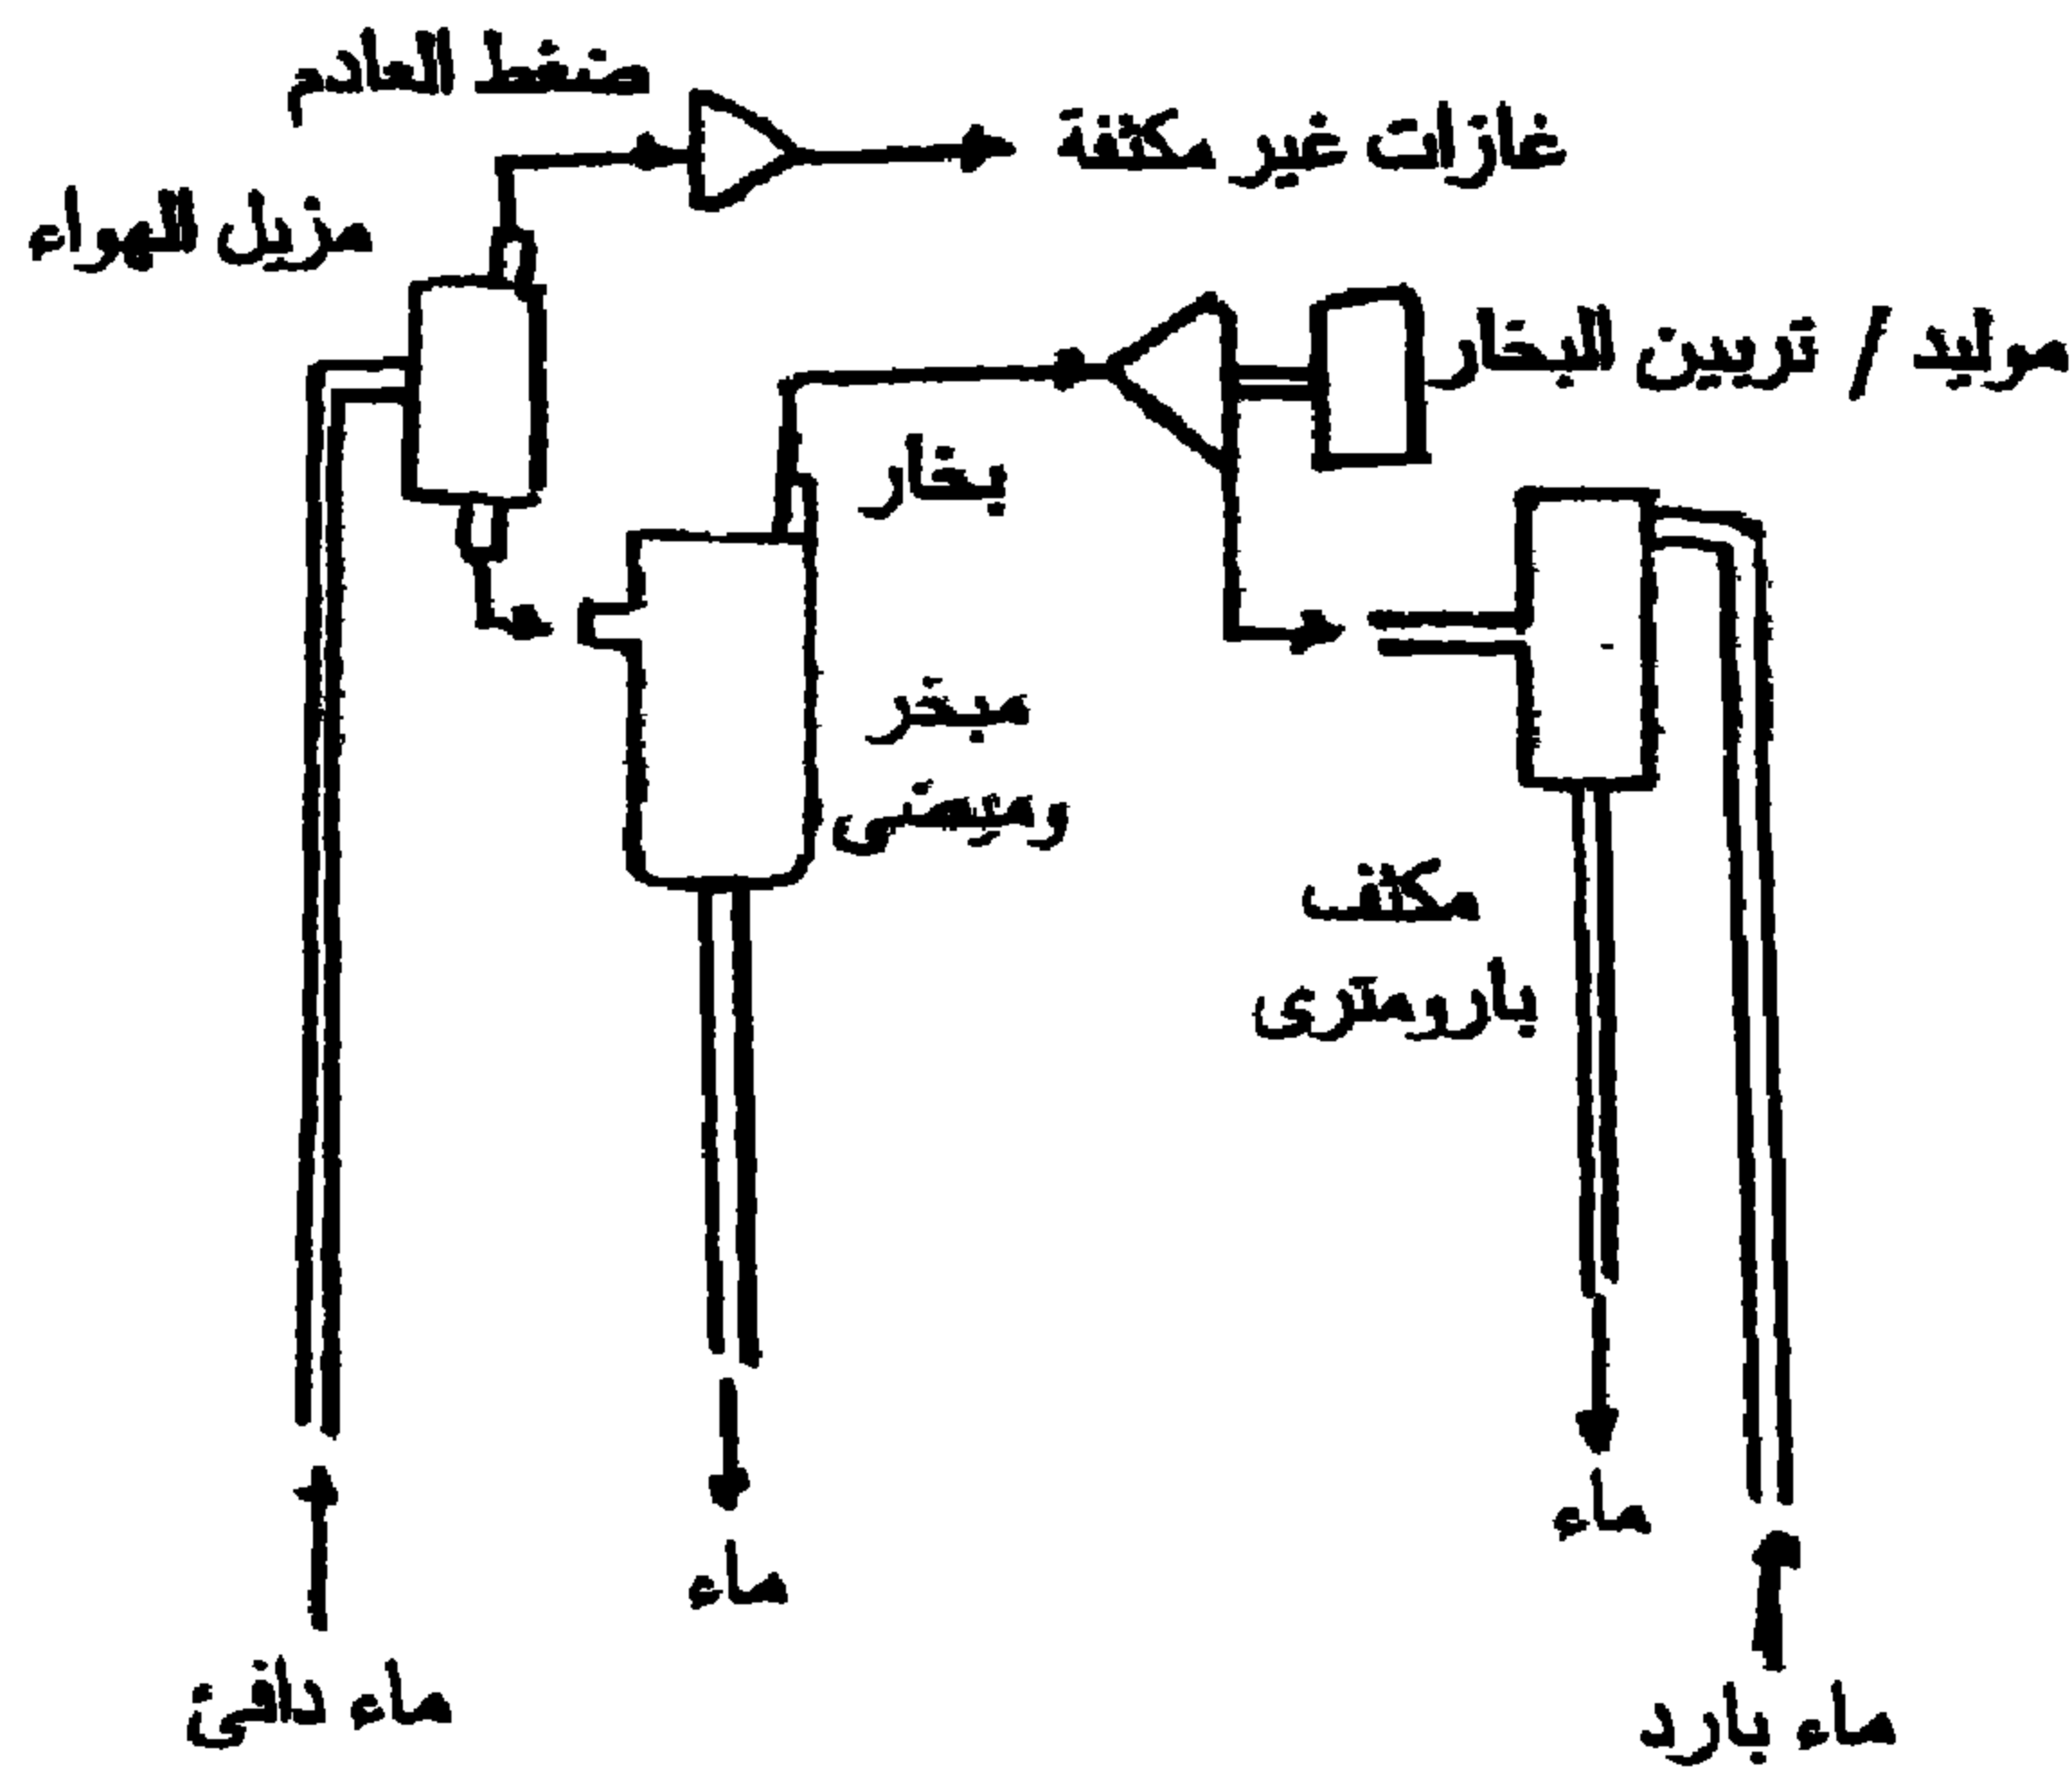 ضغط العادم
غازات غير مكثفة
مزيل الهواء
مولد / تربين البخار
بخار
مبخر
وميضى
مكثف
بارومترى
ماء
ماء
ماء دافئ
ماء بارد